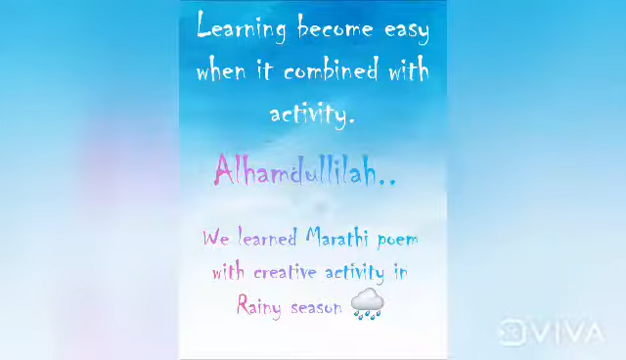 Learning become easy
when it combined with
activity.
Alhamdullilah..
We learned Marathi poem
with creative activity in
Rainy season 🌧
VIVA